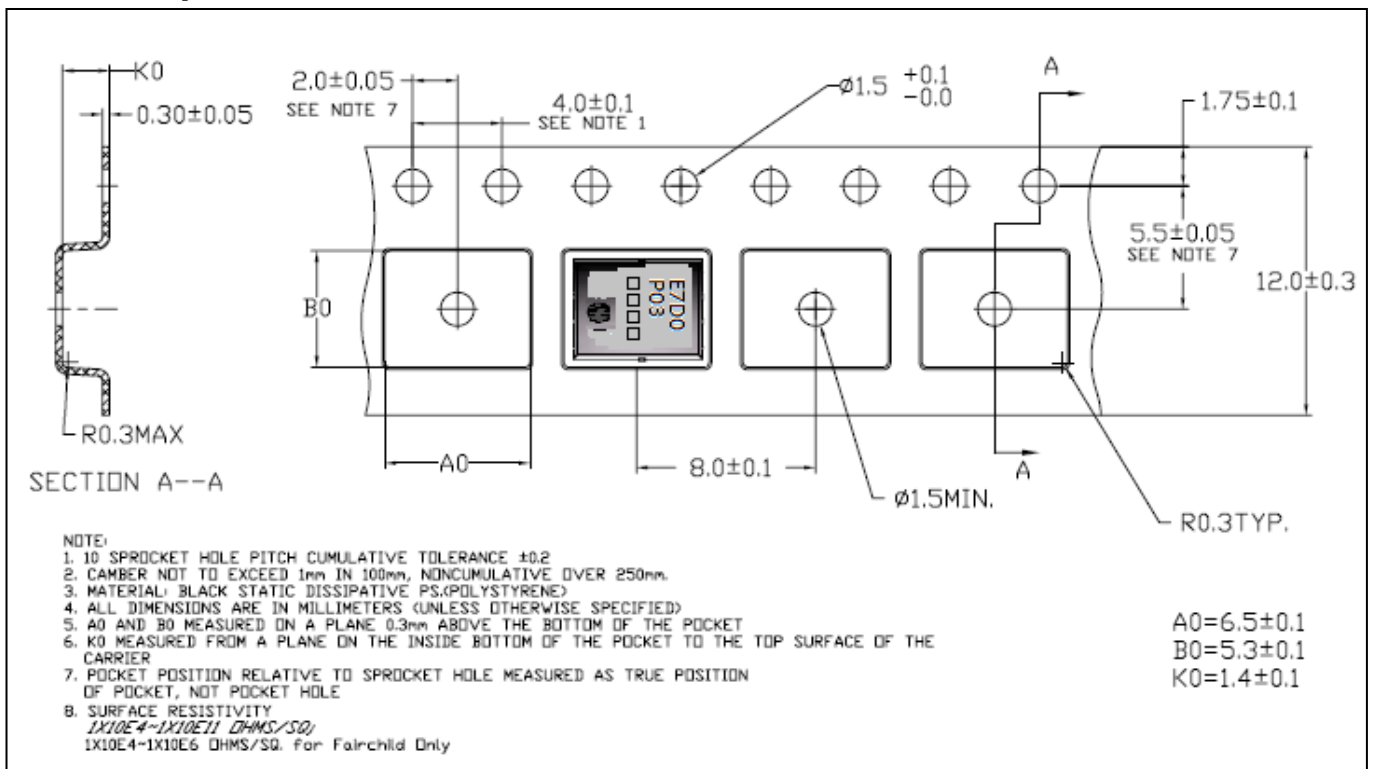 K0
0.30±0.05
2.0±0.05
SEE NOTE 7
4.0±0.1
SEE NOTE 1
Ø1.5 +0.1
-0.0
A
1.75±0.1
5.5±0.05
SEE NOTE 7
12.0±0.3
B0
E7D0
P03
R0.3MAX
A0
8.0±0.1
Ø1.5MIN.
A
R0.3TYP.
SECTION A--A
NOTE:
1. 10 SPROCKET HOLE PITCH CUMULATIVE TOLERANCE ±0.2
2. CAMBER NOT TO EXCEED 1mm IN 100mm, NONCUMULATIVE OVER 250mm.
3. MATERIAL: BLACK STATIC DISSIPATIVE PS.(POLYSTYRENE)
4. ALL DIMENSIONS ARE IN MILLIMETERS (UNLESS OTHERWISE SPECIFIED)
5. A0 AND B0 MEASURED ON A PLANE 0.3mm ABOVE THE BOTTOM OF THE POCKET
6. K0 MEASURED FROM A PLANE ON THE INSIDE BOTTOM OF THE POCKET TO THE TOP SURFACE OF THE
CARRIER
7. POCKET POSITION RELATIVE TO SPROCKET HOLE MEASURED AS TRUE POSITION
OF POCKET, NOT POCKET HOLE
8. SURFACE RESISTIVITY
1X10E4~1X10E11 OHMS/SQ;
1X10E4~1X10E6 OHMS/SQ. for Fairchild Only
A0=6.5±0.1
B0=5.3±0.1
K0=1.4±0.1